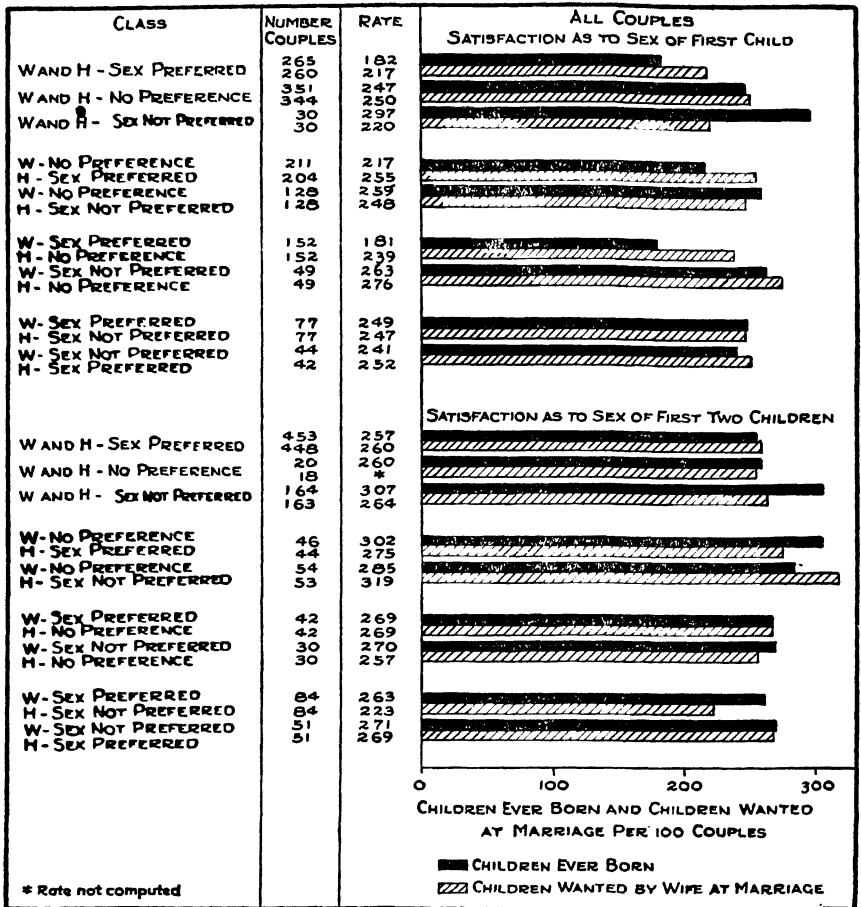 CLASS NUMBER COUPLES RATE ALL COUPLES
SATISFACTION AS TO SEX OF FIRST CHILD
265 182
W AND H - SEX PREFERRED 260 217
351 247
W AND H - NO PREFERENCE 344 250
30 297
W AND H - SEX NOT PREFERRED 30 220
W - NO PREFERENCE 211 217
H - SEX PREFERRED 204 255
W - NO PREFERENCE 128 259
H - SEX NOT PREFERRED 128 248
W - SEX PREFERRED 152 181
H - NO PREFERENCE 152 239
W - SEX NOT PREFERRED 49 263
H - NO PREFERENCE 49 276
W - SEX PREFERRED 77 249
H - SEX NOT PREFERRED 77 247
W - SEX NOT PREFERRED 44 241
H - SEX PREFERRED 42 252
SATISFACTION AS TO SEX OF FIRST TWO CHILDREN
453 257
W AND H - SEX PREFERRED 448 260
20 260
W AND H - NO PREFERENCE 18 *
164 307
W AND H - SEX NOT PREFERRED 163 264
W - NO PREFERENCE 46 302
H - SEX PREFERRED 44 275
W - NO PREFERENCE 54 285
H - SEX NOT PREFERRED 53 319
W - SEX PREFERRED 42 269
H - NO PREFERENCE 42 269
W - SEX NOT PREFERRED 30 270
H - NO PREFERENCE 30 257
W - SEX PREFERRED 84 263
H - SEX NOT PREFERRED 84 223
W - SEX NOT PREFERRED 51 271
H - SEX PREFERRED 51 269
0 100 200 300
CHILDREN EVER BORN AND CHILDREN WANTED
AT MARRIAGE PER 100 COUPLES
CHILDREN EVER BORN
* Rate not computed
CHILDREN WANTED BY WIFE AT MARRIAGE